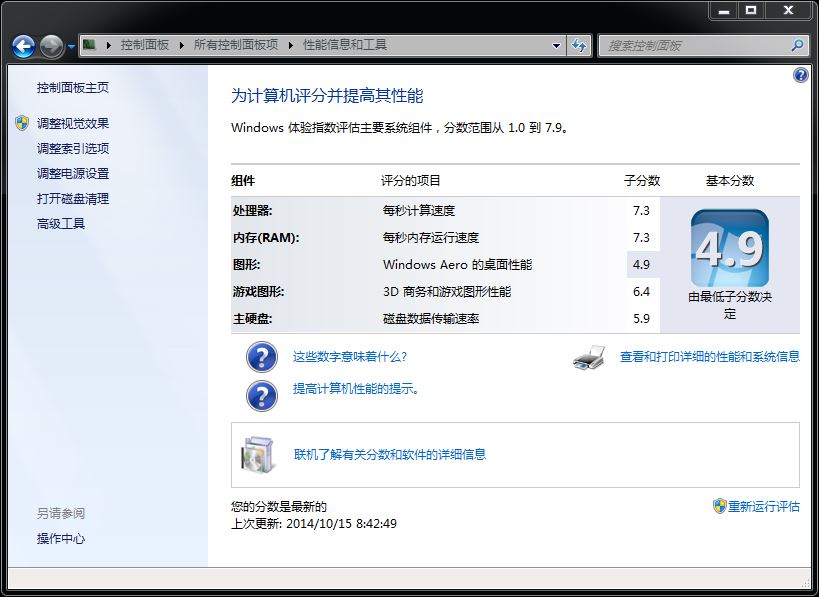 控制面板 ▸ 所有控制面板项 ▸ 性能信息和工具
搜索控制面板
控制面板主页
调整视觉效果
调整索引选项
调整电源设置
打开磁盘清理
高级工具
另请参阅
操作中心
为计算机评分并提高其性能
Windows 体验指数评估主要系统组件，分数范围从 1.0 到 7.9。
组件 评分的项目 子分数 基本分数
处理器: 每秒计算速度 7.3
内存(RAM): 每秒内存运行速度 7.3
图形: Windows Aero 的桌面性能 4.9
游戏图形: 3D 商务和游戏图形性能 6.4
主硬盘: 磁盘数据传输速率 5.9
4.9
由最低子分数决
定
这些数字意味着什么?
查看和打印详细的性能和系统信息
提高计算机性能的提示。
联机了解有关分数和软件的详细信息
您的分数是最新的
上次更新: 2014/10/15 8:42:49
重新运行评估